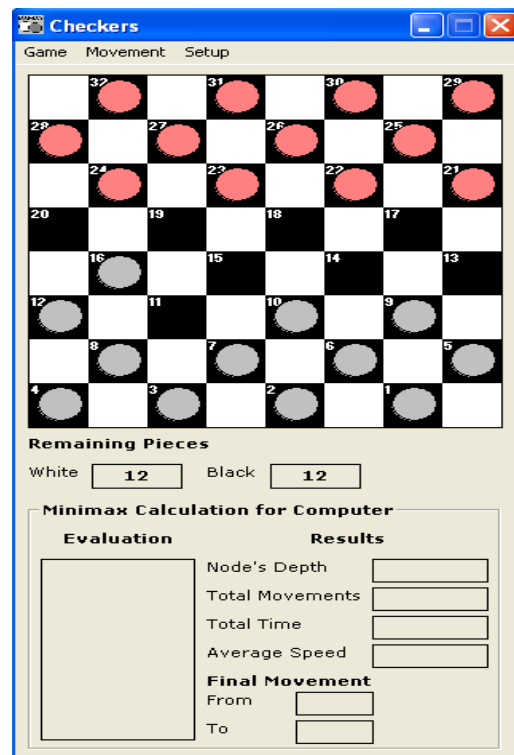 Checkers
Game Movement Setup
32 31 30 29
28 27 26 25
24 23 22 21
20 19 18 17
16 15 14 13
12 11 10 9
8 7 6 5
4 3 2 1
Remaining Pieces
White 12 Black 12
Minimax Calculation for Computer
Evaluation Results
Node's Depth
Total Movements
Total Time
Average Speed
Final Movement
From
To